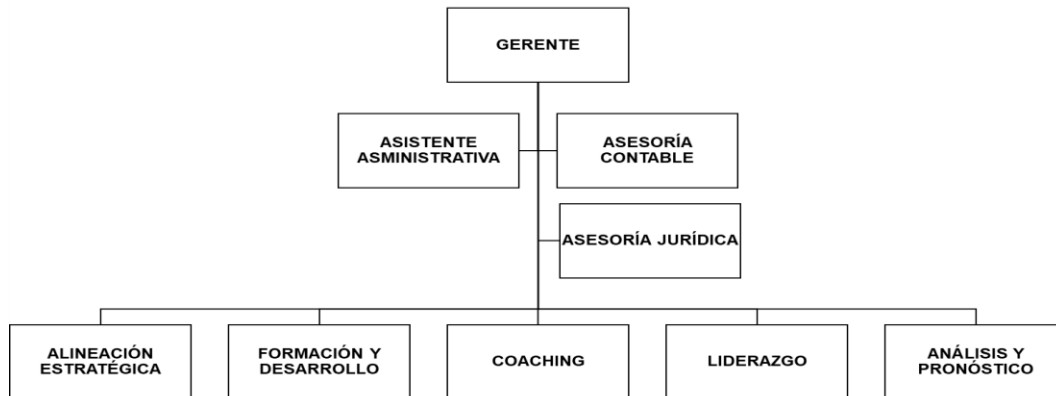 GERENTE
ASISTENTE
ASMINISTRATIVA
ASESORÍA
CONTABLE
ASESORÍA JURÍDICA
ALINEACIÓN
ESTRATÉGICA
FORMACIÓN Y
DESARROLLO
COACHING
LIDERAZGO
ANÁLISIS Y
PRONÓSTICO